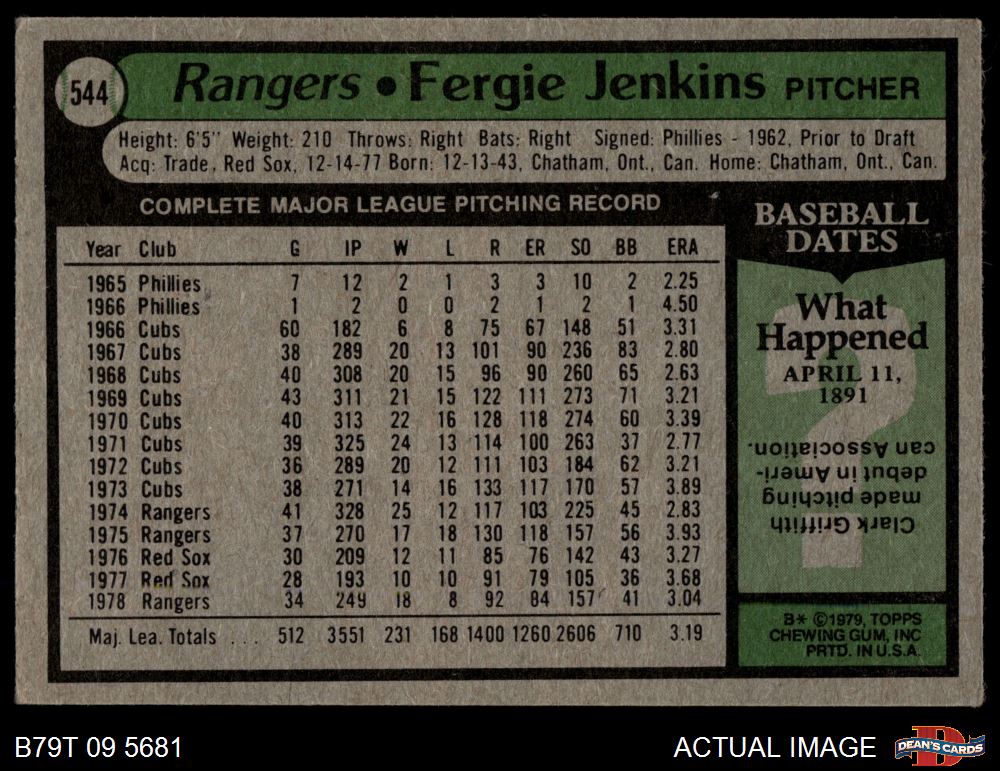 544
Rangers • Fergie Jenkins PITCHER
Height: 6'5" Weight: 210 Throws: Right Bats: Right Signed: Phillies - 1962, Prior to Draft
Acq: Trade, Red Sox, 12-14-77 Born: 12-13-43, Chatham, Ont., Can. Home: Chatham, Ont., Can.
COMPLETE MAJOR LEAGUE PITCHING RECORD
Year Club G IP W L R ER SO BB ERA
1965 Phillies 7 12 2 1 3 3 10 2 2.25
1966 Phillies 1 2 0 0 2 1 2 1 4.50
1966 Cubs 60 182 6 8 75 67 148 51 3.31
1967 Cubs 38 289 20 13 101 90 236 83 2.80
1968 Cubs 40 308 20 15 96 90 260 65 2.63
1969 Cubs 43 311 21 15 122 111 273 71 3.21
1970 Cubs 40 313 22 16 128 118 274 60 3.39
1971 Cubs 39 325 24 13 114 100 263 37 2.77
1972 Cubs 36 289 20 12 111 103 184 62 3.21
1973 Cubs 38 271 14 16 133 117 170 57 3.89
1974 Rangers 41 328 25 12 117 103 225 45 2.83
1975 Rangers 37 270 17 18 130 118 157 56 3.93
1976 Red Sox 30 209 12 11 85 76 142 43 3.27
1977 Red Sox 28 193 10 10 91 79 105 36 3.68
1978 Rangers 34 249 18 8 92 84 157 41 3.04
Maj. Lea. Totals . . . 512 3551 231 168 1400 1260 2606 710 3.19
BASEBALL
DATES
What
Happened
APRIL 11,
1891
?
Clark Griffith
made pitching
debut in Ameri-
can Association.
B* ©1979, TOPPS
CHEWING GUM, INC
PRTD. IN U.S.A.
B79T 09 5681
ACTUAL IMAGE
D
DEAN'S CARDS